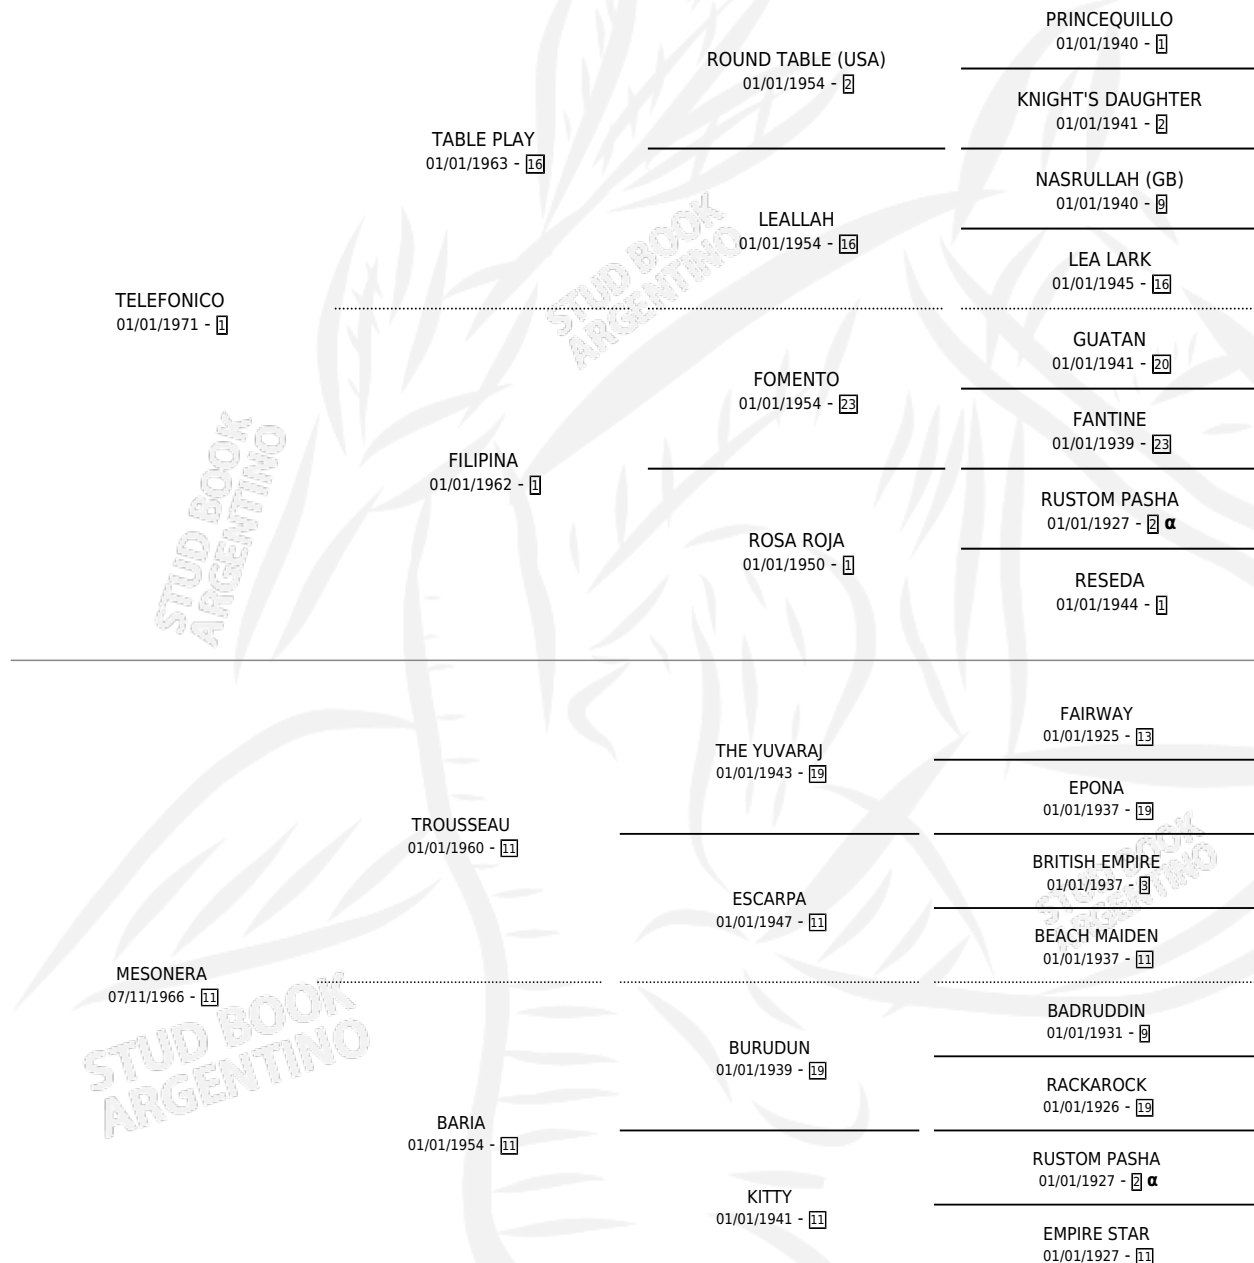 PRINCEQUILLO
01/01/1940 - 1
ROUND TABLE (USA)
01/01/1954 - 2
KNIGHT'S DAUGHTER
01/01/1941 - 2
TABLE PLAY
01/01/1963 - 16
NASRULLAH (GB)
01/01/1940 - 9
LEALLAH
01/01/1954 - 16
LEA LARK
01/01/1945 - 16
STUD BOOK
ARGENTINO
TELEFONICO
01/01/1971 - 1
GUATAN
01/01/1941 - 20
FOMENTO
01/01/1954 - 23
FANTINE
01/01/1939 - 23
FILIPINA
01/01/1962 - 1
RUSTOM PASHA
01/01/1927 - 2 α
ROSA ROJA
01/01/1950 - 1
RESEDA
01/01/1944 - 1
STUD BOOK
ARGENTINO
FAIRWAY
01/01/1925 - 13
THE YUVARAJ
01/01/1943 - 19
EPONA
01/01/1937 - 19
TROUSSEAU
01/01/1960 - 11
BRITISH EMPIRE
01/01/1937 - 3
STUD BOOK
ARGENTINO
ESCARPA
01/01/1947 - 11
BEACH MAIDEN
01/01/1937 - 11
MESONERA
07/11/1966 - 11
STUD BOOK
ARGENTINO
BADRUDDIN
01/01/1931 - 9
BURUDUN
01/01/1939 - 19
RACKAROCK
01/01/1926 - 19
BARIA
01/01/1954 - 11
RUSTOM PASHA
01/01/1927 - 2 α
KITTY
01/01/1941 - 11
EMPIRE STAR
01/01/1927 - 11